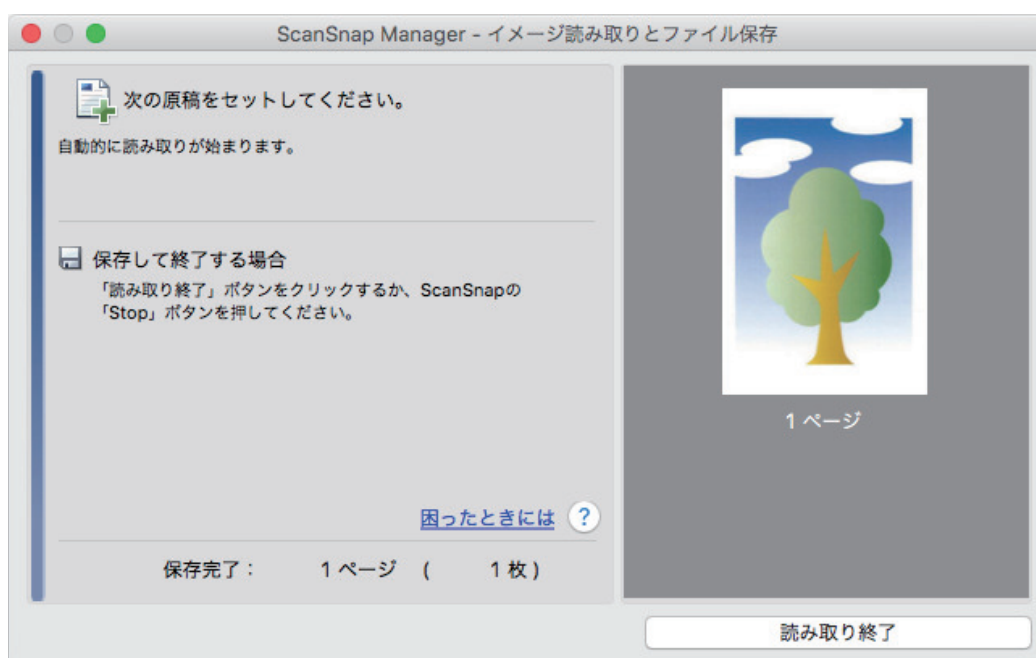 ScanSnap Manager - イメージ読み取りとファイル保存
次の原稿をセットしてください。
自動的に読み取りが始まります。
保存して終了する場合
「読み取り終了」ボタンをクリックするか、ScanSnapの
「Stop」ボタンを押してください。
1 ページ
困ったときには ?
保存完了： 1 ページ ( 1 枚 )
読み取り終了